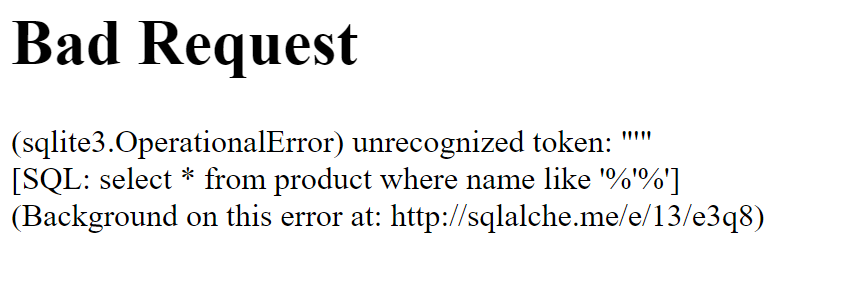 Bad Request
(sqlite3.OperationalError) unrecognized token: "'"
[SQL: select * from product where name like '%'%']
(Background on this error at: http://sqlalche.me/e/13/e3q8)